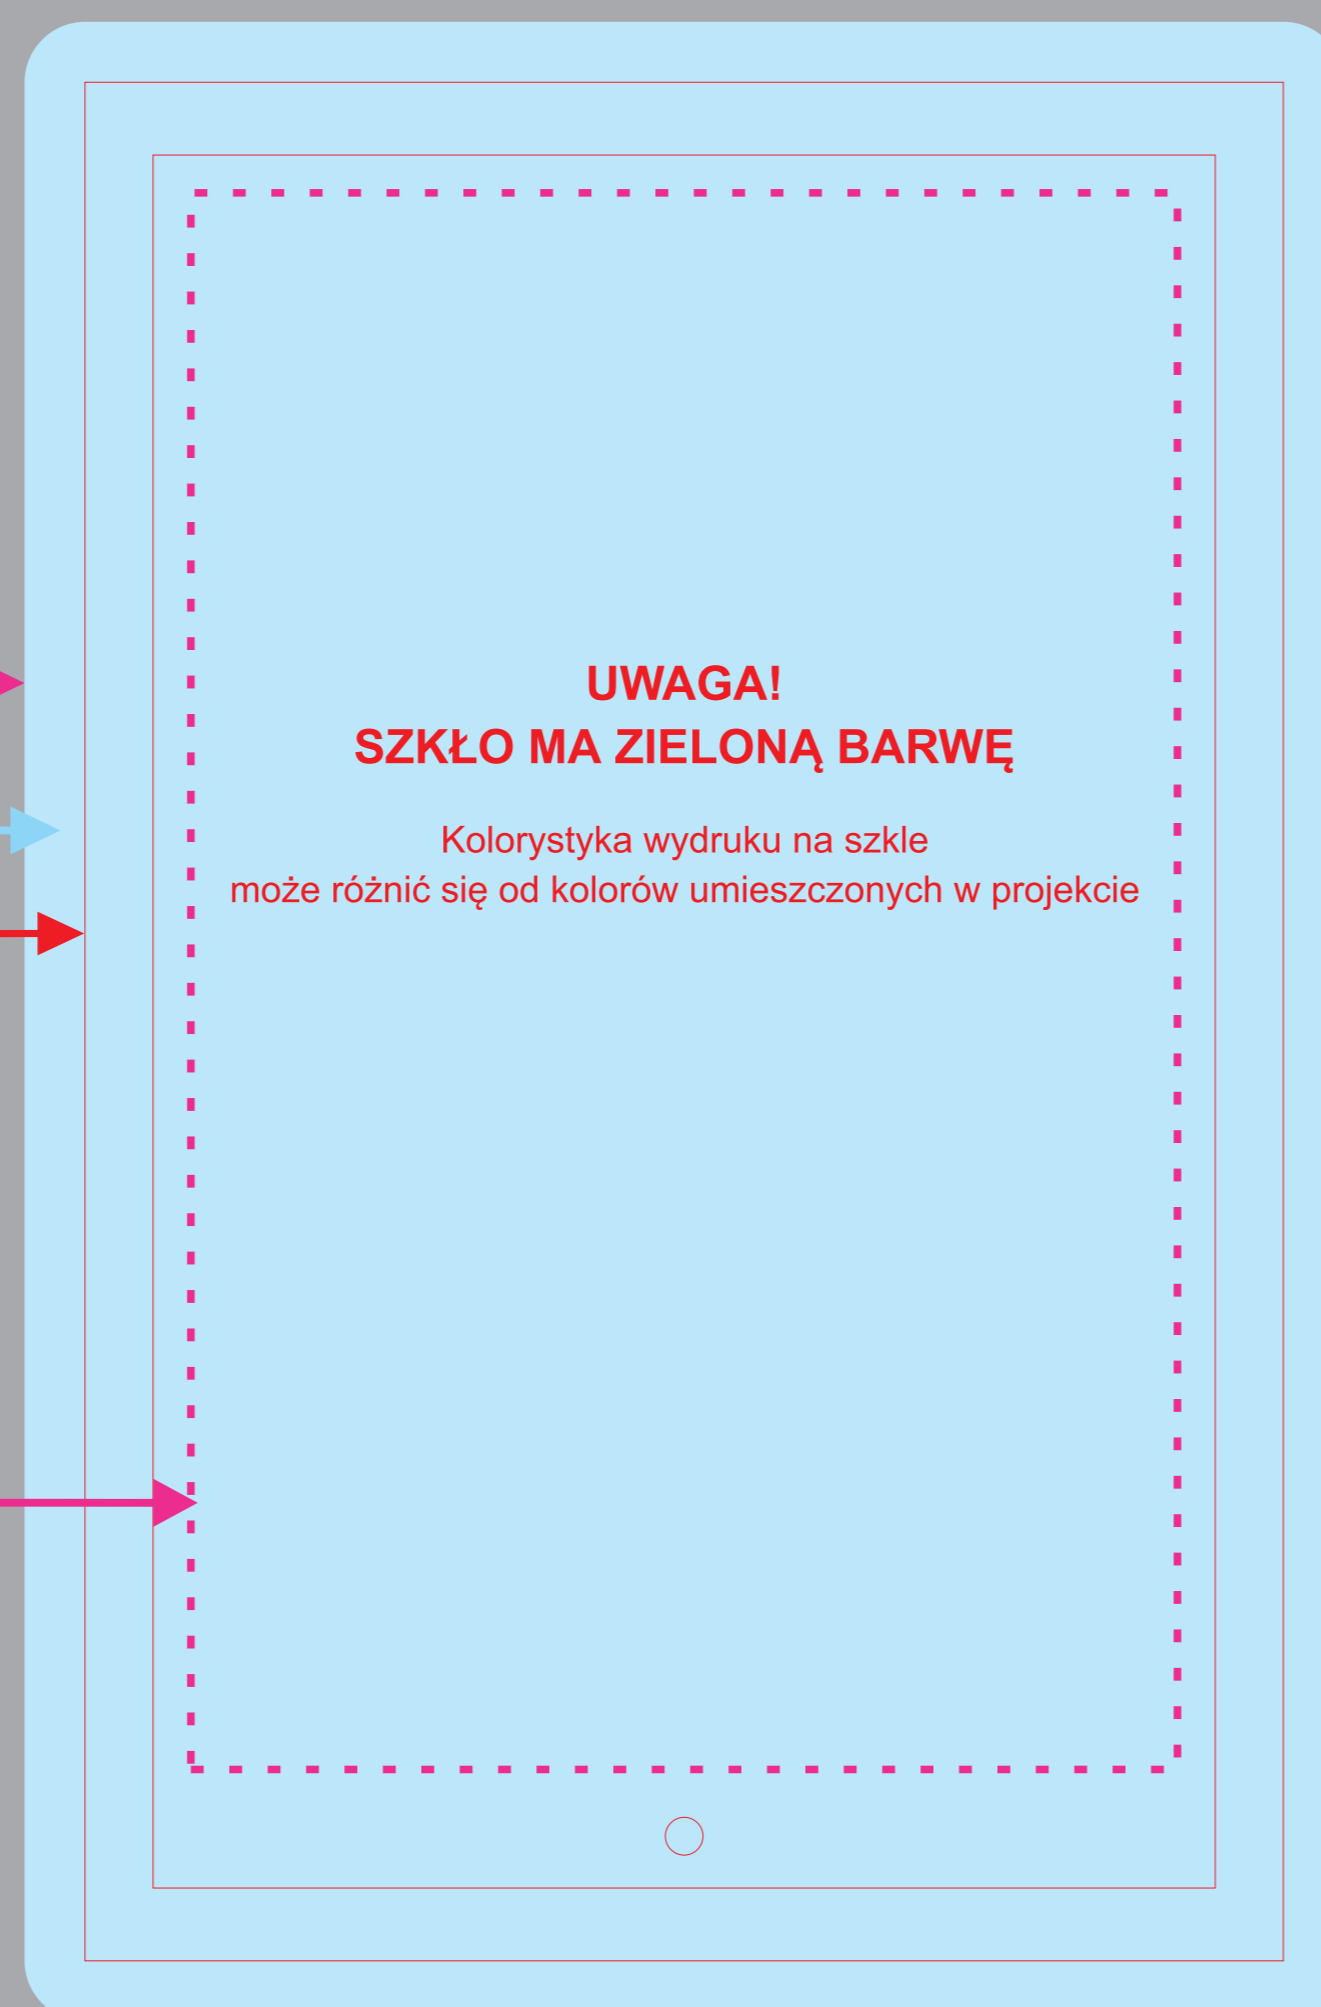 UWAGA!
SZKŁO MA ZIELONĄ BARWĘ
Kolorystyka wydruku na szkle
może różnić się od kolorów umieszczonych w projekcie